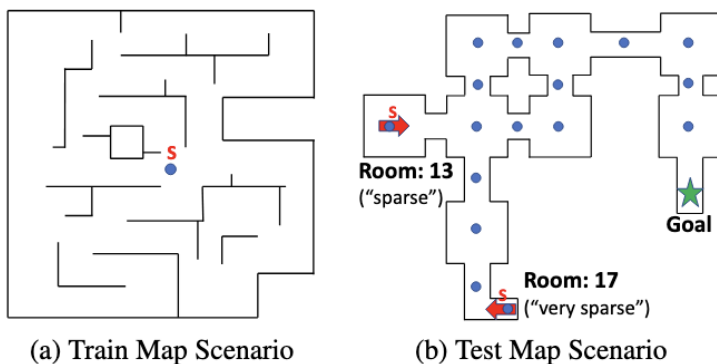 S
S
Room: 13
("sparse")
Goal
Room: 17
S
("very sparse")
(a) Train Map Scenario
(b) Test Map Scenario